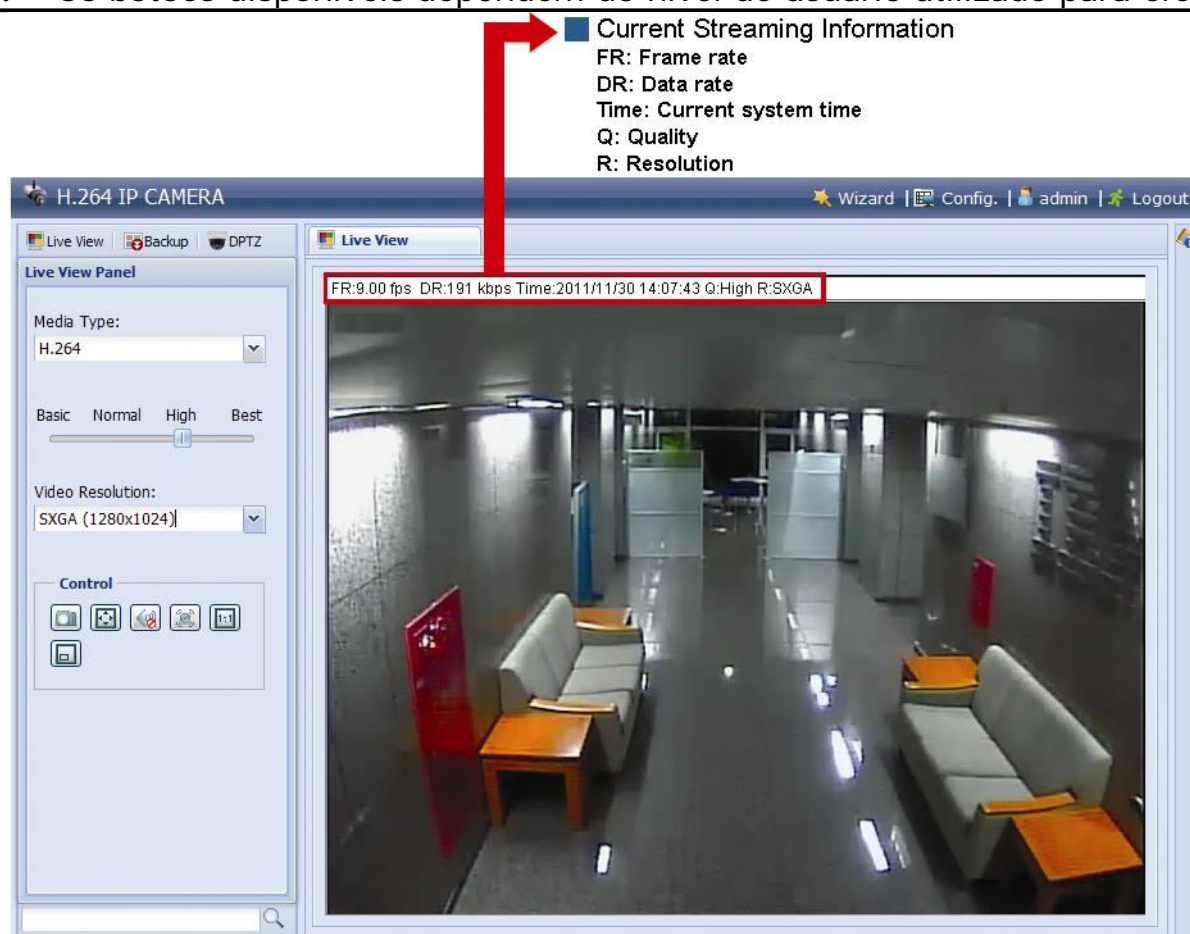 Current Streaming Information
FR: Frame rate
DR: Data rate
Time: Current system time
Q: Quality
R: Resolution
H.264 IP CAMERA
Wizard | Config. | admin | Logout
Live View | Backup | DPTZ
Live View
Live View Panel
FR:9.00 fps DR:191 kbps Time:2011/11/30 14:07:43 Q:High R:SXGA
Media Type:
H.264
Basic Normal High Best
Video Resolution:
SXGA (1280x1024)
Control
1:1